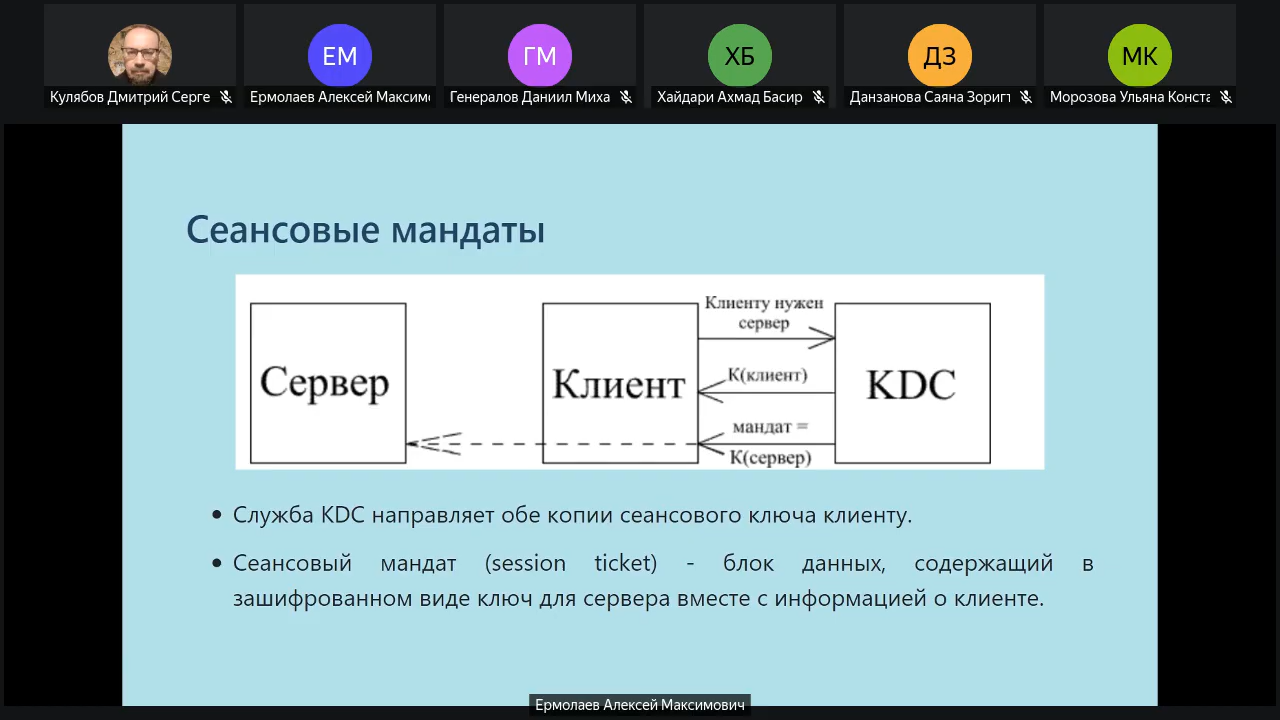 ЕМ
ГМ
ХБ
ДЗ
МК
Кулябов Дмитрий Серге
Ермолаев Алексей Максимо
Генералов Даниил Миха
Хайдари Ахмад Басир
Данзанова Саяна Зоригт
Морозова Ульяна Конста
Сеансовые мандаты
Сервер
Клиент
KDC
Клиенту нужен
сервер
К(клиент)
мандат =
К(сервер)
• Служба KDC направляет обе копии сеансового ключа клиенту.
• Сеансовый мандат (session ticket) - блок данных, содержащий в
зашифрованном виде ключ для сервера вместе с информацией о клиенте.
Ермолаев Алексей Максимович